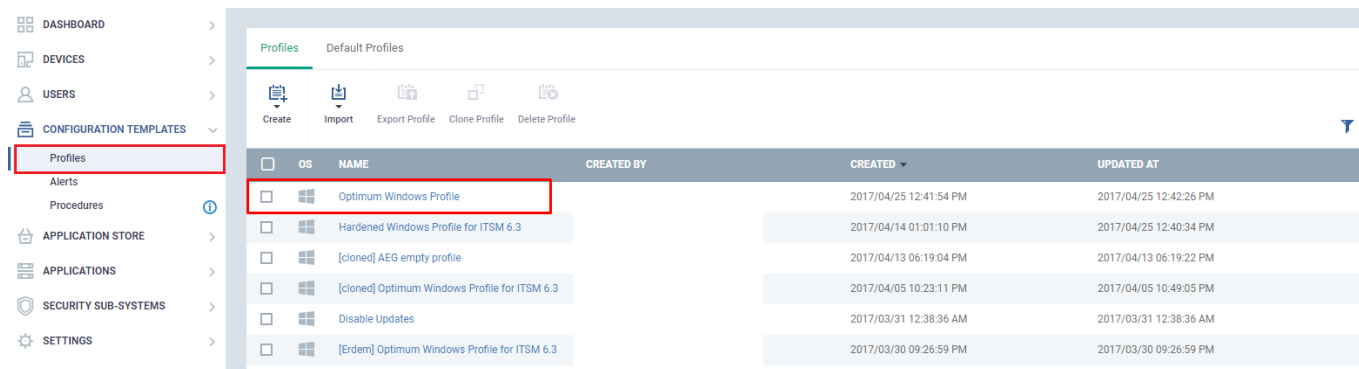 DASHBOARD
DEVICES
USERS
CONFIGURATION TEMPLATES
Profiles
Alerts
Procedures
APPLICATION STORE
APPLICATIONS
SECURITY SUB-SYSTEMS
SETTINGS
Profiles Default Profiles
Create Import Export Profile Clone Profile Delete Profile
OS NAME CREATED BY CREATED UPDATED AT
Optimum Windows Profile 2017/04/25 12:41:54 PM 2017/04/25 12:42:26 PM
Hardened Windows Profile for ITSM 6.3 2017/04/14 01:01:10 PM 2017/04/25 12:40:34 PM
[cloned] AEG empty profile 2017/04/13 06:19:04 PM 2017/04/13 06:19:22 PM
[cloned] Optimum Windows Profile for ITSM 6.3 2017/04/05 10:23:11 PM 2017/04/05 10:49:05 PM
Disable Updates 2017/03/31 12:38:36 AM 2017/03/31 12:38:36 AM
[Erdem] Optimum Windows Profile for ITSM 6.3 2017/03/30 09:26:59 PM 2017/03/30 09:26:59 PM